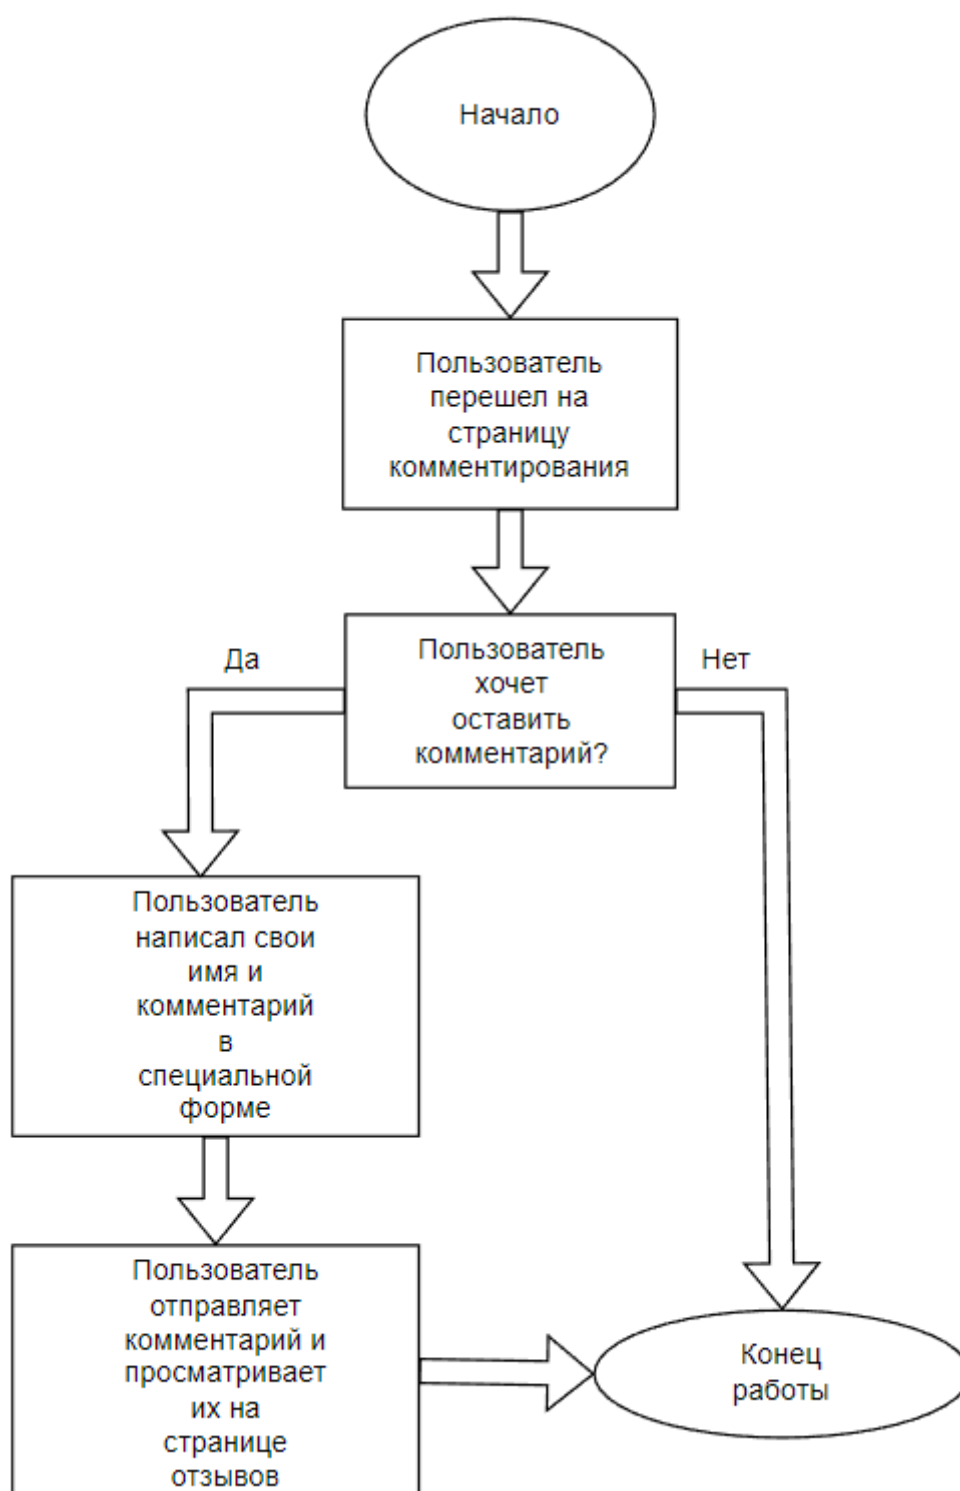 Начало
Пользователь
перешел на
страницу
комментирования
Пользователь
хочет
оставить
комментарий?
Да
Нет
Пользователь
написал свои
имя и
комментарий
в
специальной
форме
Пользователь
отправляет
комментарий и
просматривает
их на
странице
отзывов
Конец
работы